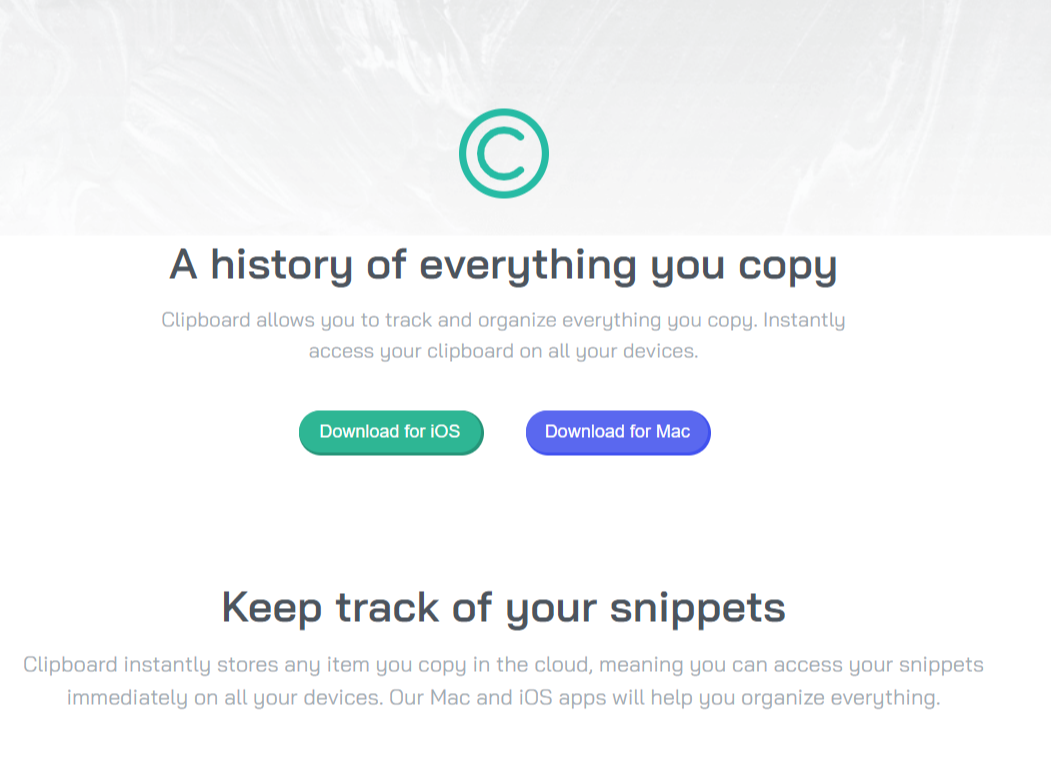 A history of everything you copy
Clipboard allows you to track and organize everything you copy. Instantly
access your clipboard on all your devices.
Download for iOS
Download for Mac
Keep track of your snippets
Clipboard instantly stores any item you copy in the cloud, meaning you can access your snippets
immediately on all your devices. Our Mac and iOS apps will help you organize everything.